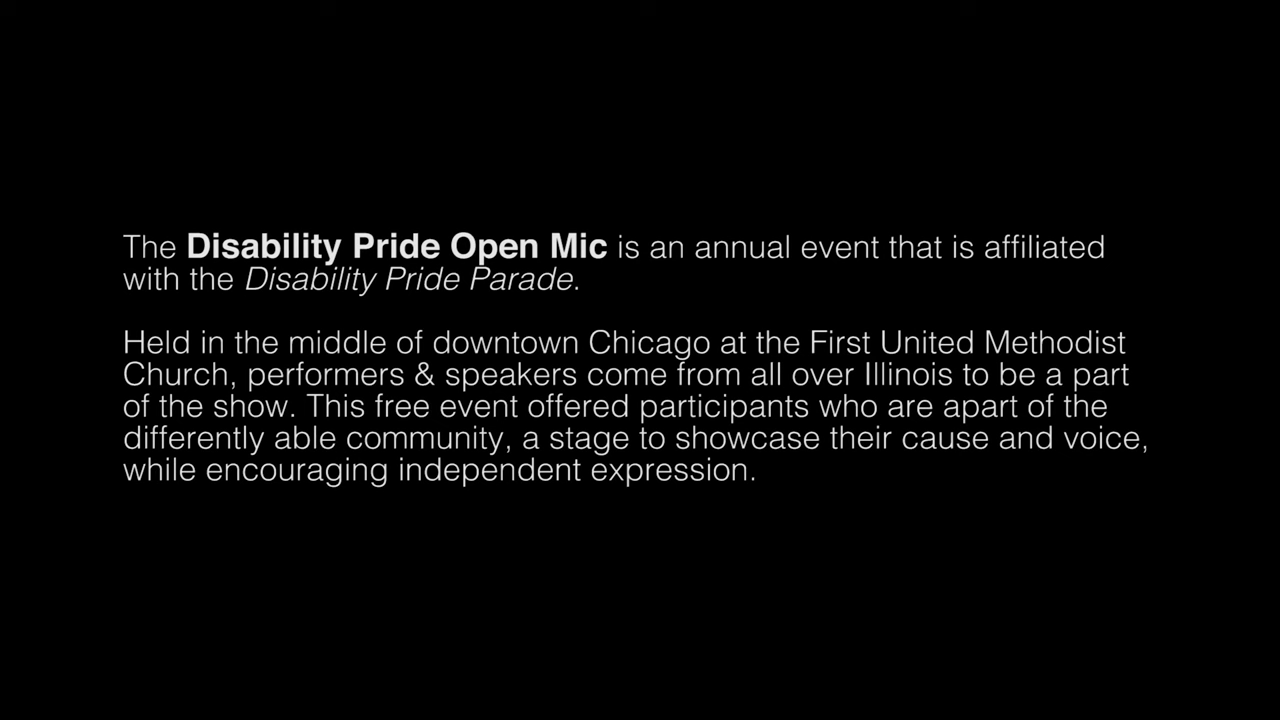 The Disability Pride Open Mic is an annual event that is affiliated
with the Disability Pride Parade.
Held in the middle of downtown Chicago at the First United Methodist
Church, performers & speakers come from all over Illinois to be a part
of the show. This free event offered participants who are apart of the
differently able community, a stage to showcase their cause and voice,
while encouraging independent expression.